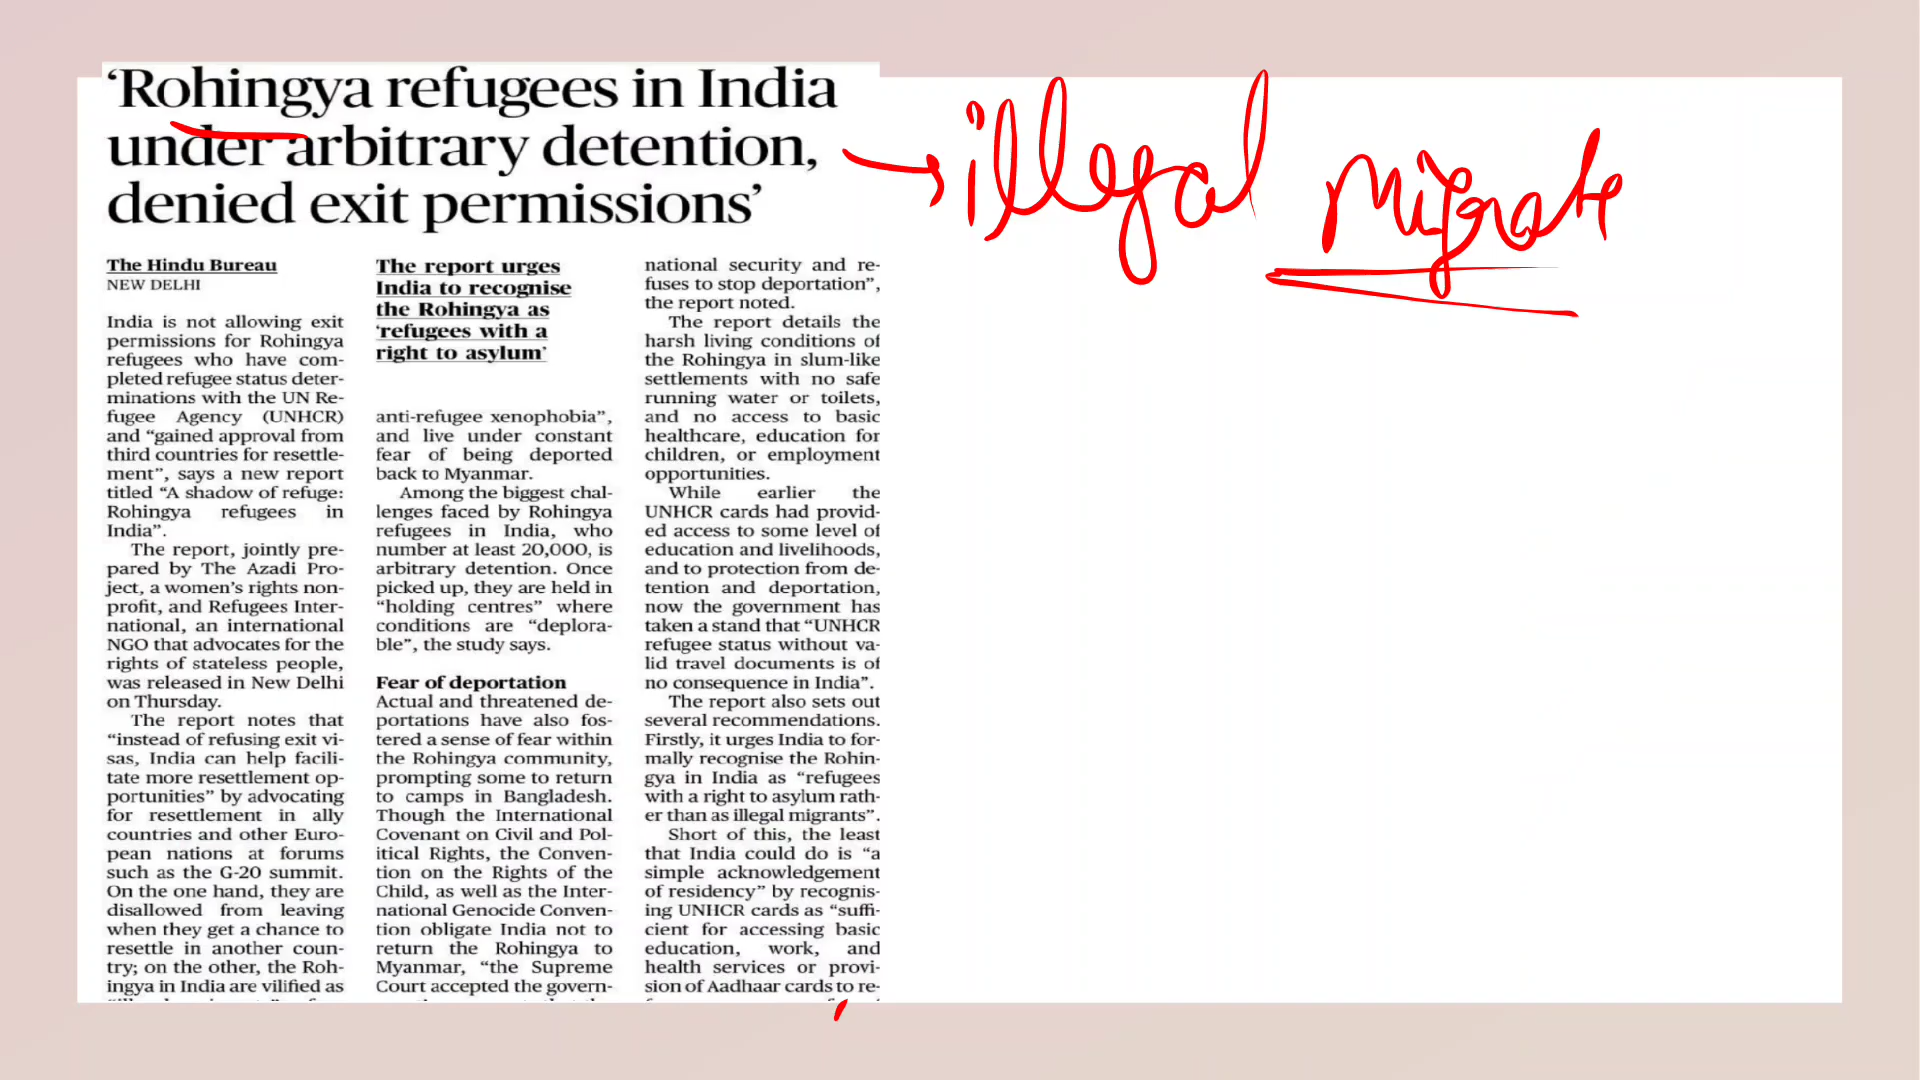 ‘Rohingya refugees in India
under arbitrary detention,
denied exit permissions’
illegal migrate
The Hindu Bureau
NEW DELHI
India is not allowing exit
permissions for Rohingya
refugees who have com-
pleted refugee status deter-
minations with the UN Re-
fugee Agency (UNHCR)
and “gained approval from
third countries for resettle-
ment”, says a new report
titled “A shadow of refuge:
Rohingya refugees in
India”.
The report, jointly pre-
pared by The Azadi Pro-
ject, a women’s rights non-
profit, and Refugees Inter-
national, an international
NGO that advocates for the
rights of stateless people,
was released in New Delhi
on Thursday.
The report notes that
“instead of refusing exit vi-
sas, India can help facili-
tate more resettlement op-
portunities” by advocating
for resettlement in ally
countries and other Euro-
pean nations at forums
such as the G-20 summit.
On the one hand, they are
disallowed from leaving
when they get a chance to
resettle in another coun-
try; on the other, the Roh-
ingya in India are vilified as
The report urges
India to recognise
the Rohingya as
‘refugees with a
right to asylum’
anti-refugee xenophobia”,
and live under constant
fear of being deported
back to Myanmar.
Among the biggest chal-
lenges faced by Rohingya
refugees in India, who
number at least 20,000, is
arbitrary detention. Once
picked up, they are held in
“holding centres” where
conditions are “deplora-
ble”, the study says.
Fear of deportation
Actual and threatened de-
portations have also fos-
tered a sense of fear within
the Rohingya community,
prompting some to return
to camps in Bangladesh.
Though the International
Covenant on Civil and Pol-
itical Rights, the Conven-
tion on the Rights of the
Child, as well as the Inter-
national Genocide Conven-
tion obligate India not to
return the Rohingya to
Myanmar, “the Supreme
Court accepted the govern-
national security and re-
fuses to stop deportation”,
the report noted.
The report details the
harsh living conditions of
the Rohingya in slum-like
settlements with no safe
running water or toilets,
and no access to basic
healthcare, education for
children, or employment
opportunities.
While earlier the
UNHCR cards had provid-
ed access to some level of
education and livelihoods,
and to protection from de-
tention and deportation,
now the government has
taken a stand that “UNHCR
refugee status without va-
lid travel documents is of
no consequence in India”.
The report also sets out
several recommendations.
Firstly, it urges India to for-
mally recognise the Rohin-
gya in India as “refugees
with a right to asylum rath-
er than as illegal migrants”.
Short of this, the least
that India could do is “a
simple acknowledgement
of residency” by recognis-
ing UNHCR cards as “suffi-
cient for accessing basic
education, work, and
health services or provi-
sion of Aadhaar cards to re-